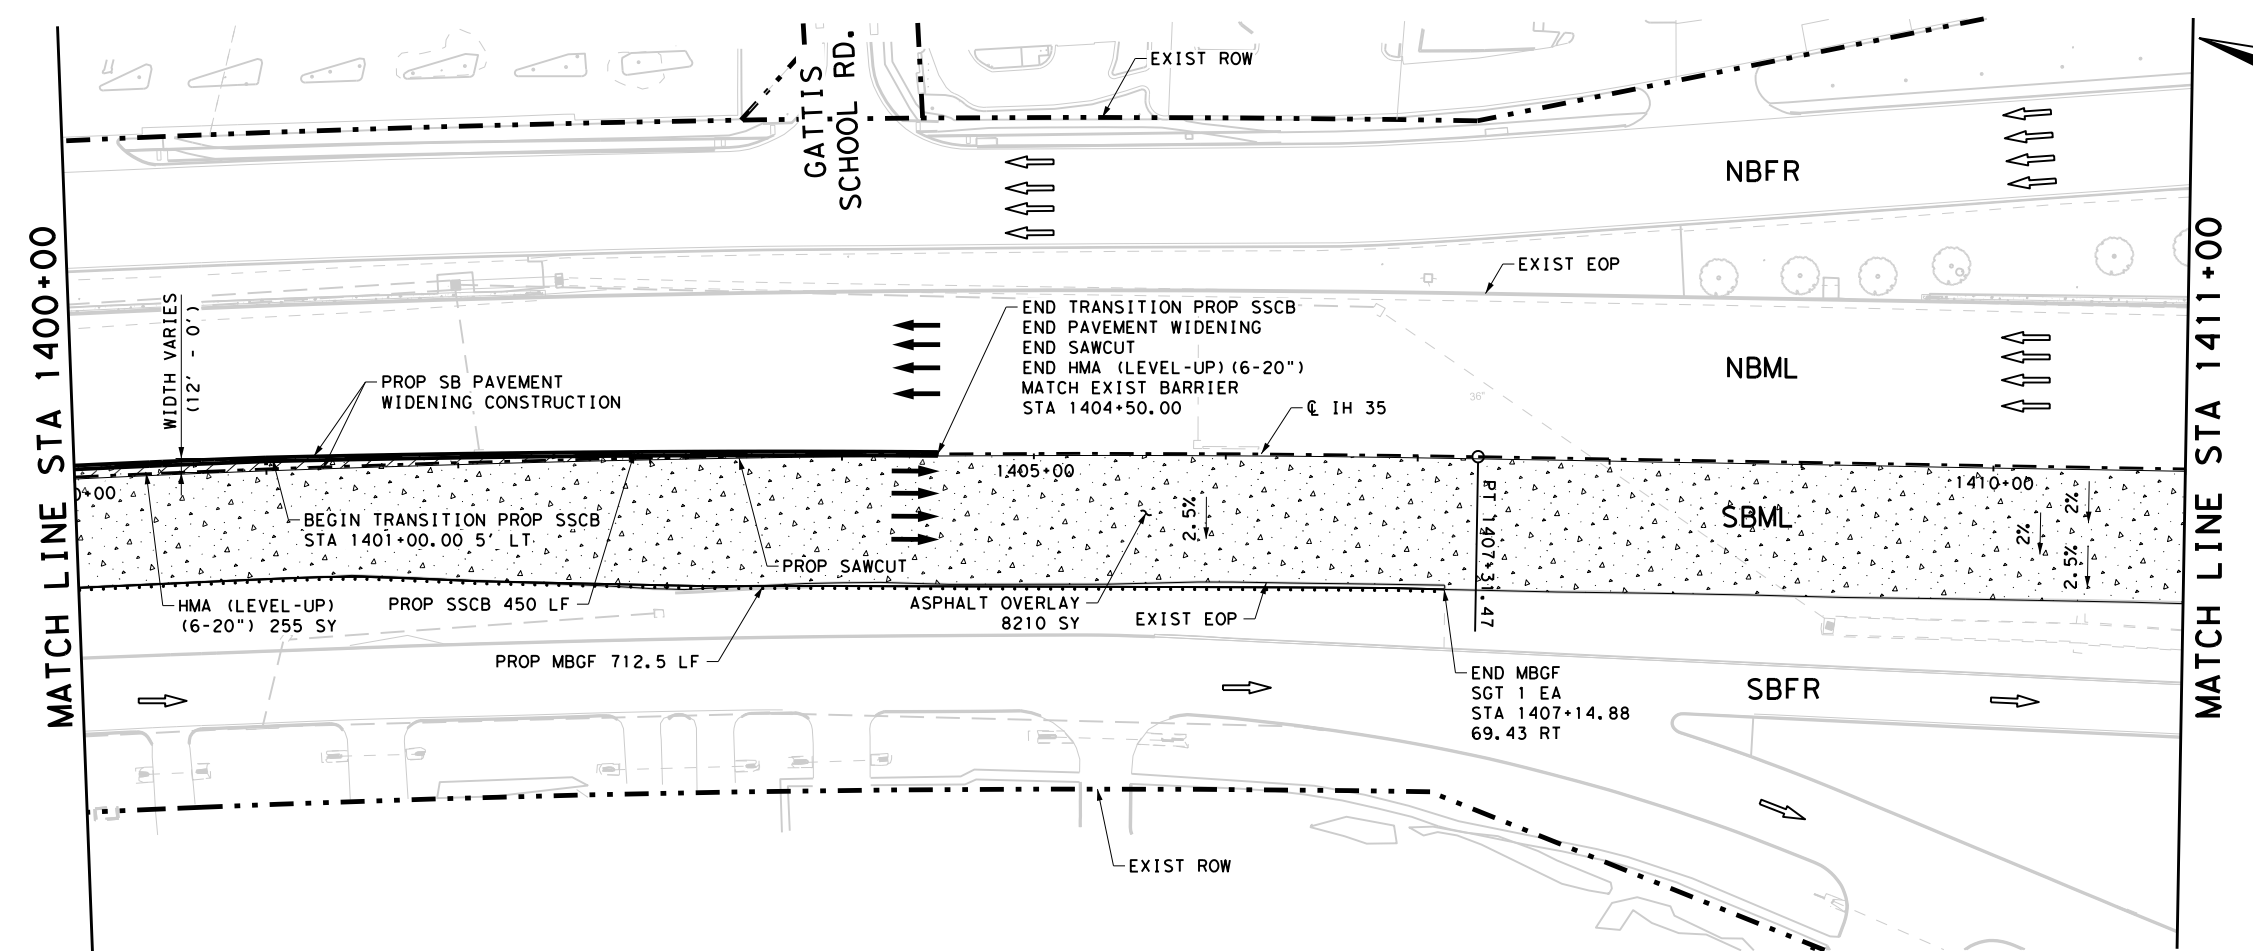 MATCH LINE STA 1400+00
GATTIS
SCHOOL RD.
EXIST ROW
NBFR
EXIST EOP
WIDTH VARIES
(12' - 0')
PROP SB PAVEMENT
WIDENING CONSTRUCTION
END TRANSITION PROP SSCB
END PAVEMENT WIDENING
END SAWCUT
END HMA (LEVEL-UP)(6-20")
MATCH EXIST BARRIER
STA 1404+50.00
NBML
36"
℄ IH 35
0+00
1405+00
1410+00
BEGIN TRANSITION PROP SSCB
STA 1401+00.00 5' LT
2.5%
PT 1407+31.47
SBML
2%
2%
2.5%
PROP SAWCUT
HMA (LEVEL-UP)
(6-20") 255 SY
PROP SSCB 450 LF
ASPHALT OVERLAY
8210 SY
EXIST EOP
PROP MBGF 712.5 LF
END MBGF
SGT 1 EA
STA 1407+14.88
69.43 RT
SBFR
EXIST ROW
MATCH LINE STA 1411+00